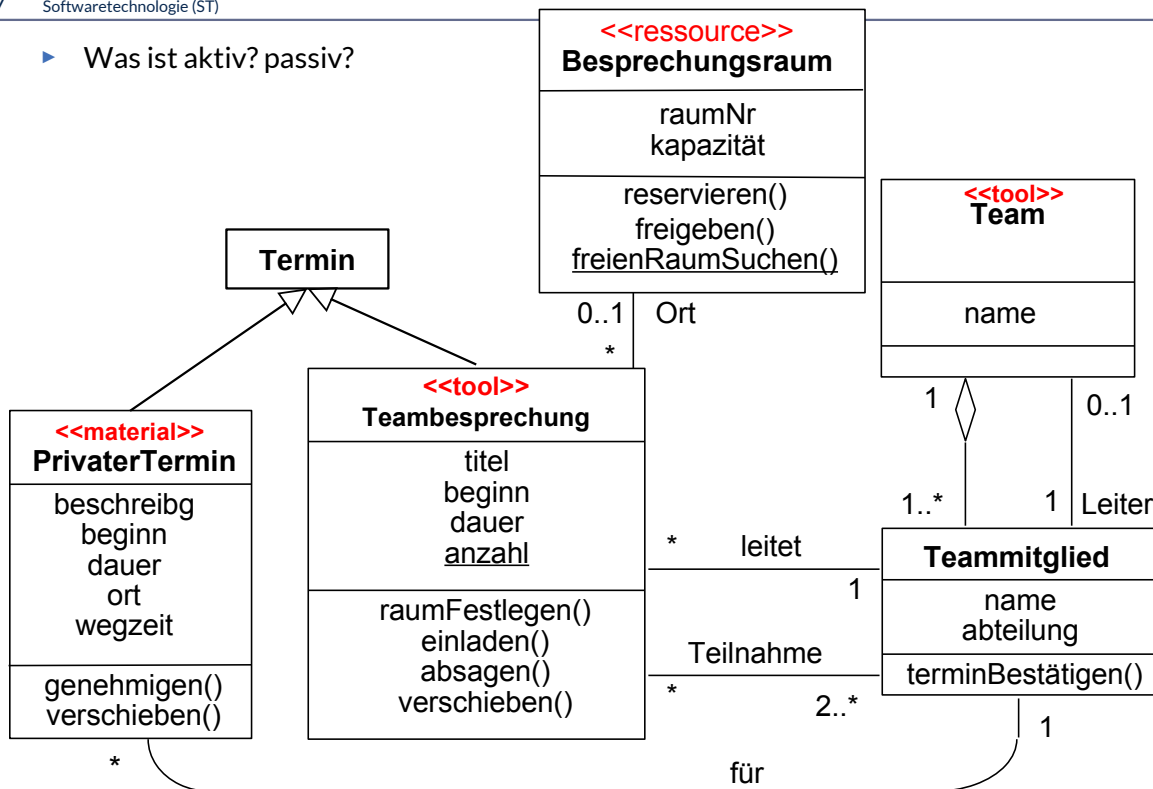 Softwaretechnologie (ST)
Was ist aktiv? passiv?
<<ressource>>
Besprechungsraum
raumNr
kapazität
reservieren()
freigeben()
freienRaumSuchen()
<<tool>>
Team
name
Termin
0..1 Ort
*
1
0..1
<<material>>
PrivaterTermin
beschreibg
beginn
dauer
ort
wegzeit
genehmigen()
verschieben()
*
<<tool>>
Teambesprechung
titel
beginn
dauer
anzahl
raumFestlegen()
einladen()
absagen()
verschieben()
* leitet
1
Teilnahme
*
2..*
1..*
1 Leiter
Teammitglied
name
abteilung
terminBestätigen()
1
für